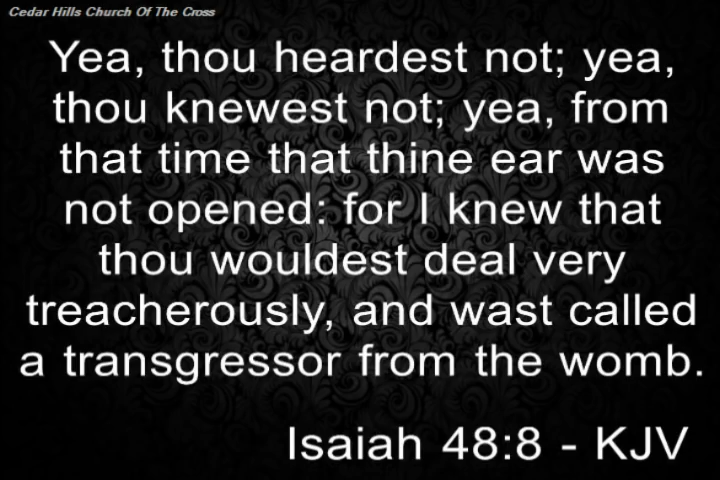 Cedar Hills Church Of The Cross
Yea, thou heardest not; yea,
thou knewest not; yea, from
that time that thine ear was
not opened: for I knew that
thou wouldest deal very
treacherously, and wast called
a transgressor from the womb.
Isaiah 48:8 - KJV